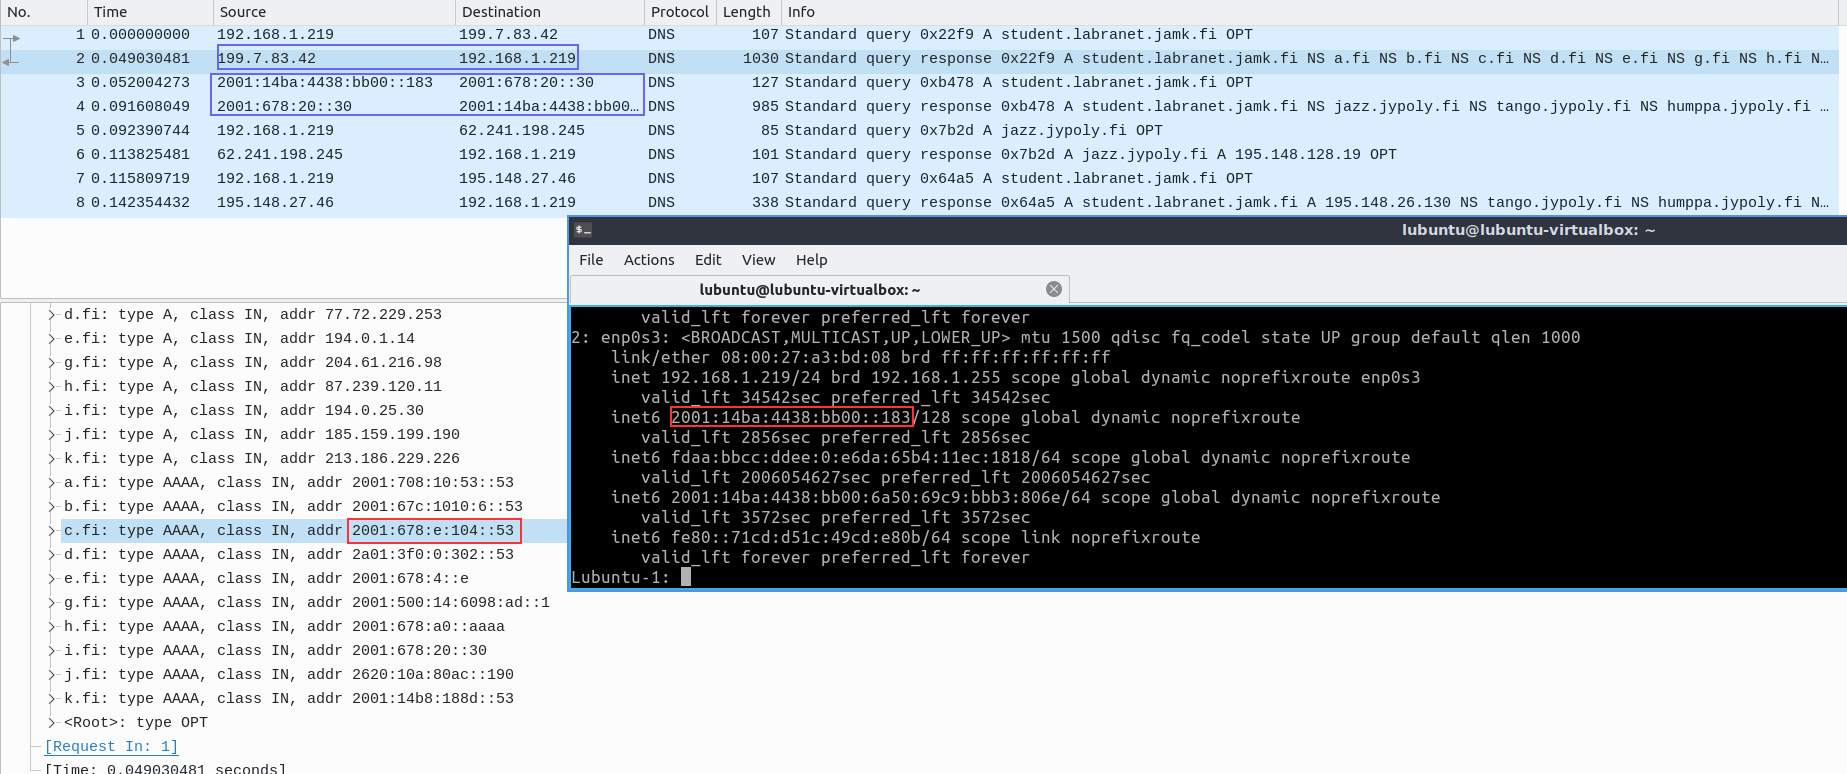 No. Time Source Destination Protocol Length Info
1 0.000000000 192.168.1.219 199.7.83.42 DNS 107 Standard query 0x22f9 A student.labranet.jamk.fi OPT
2 0.049030481 199.7.83.42 192.168.1.219 DNS 1030 Standard query response 0x22f9 A student.labranet.jamk.fi NS a.fi NS b.fi NS c.fi NS d.fi NS e.fi NS g.fi NS h.fi N…
3 0.052004273 2001:14ba:4438:bb00::183 2001:678:20::30 DNS 127 Standard query 0xb478 A student.labranet.jamk.fi OPT
4 0.091608049 2001:678:20::30 2001:14ba:4438:bb00… DNS 985 Standard query response 0xb478 A student.labranet.jamk.fi NS jazz.jypoly.fi NS tango.jypoly.fi NS humppa.jypoly.fi …
5 0.092390744 192.168.1.219 62.241.198.245 DNS 85 Standard query 0x7b2d A jazz.jypoly.fi OPT
6 0.113825481 62.241.198.245 192.168.1.219 DNS 101 Standard query response 0x7b2d A jazz.jypoly.fi A 195.148.128.19 OPT
7 0.115809719 192.168.1.219 195.148.27.46 DNS 107 Standard query 0x64a5 A student.labranet.jamk.fi OPT
8 0.142354432 195.148.27.46 192.168.1.219 DNS 338 Standard query response 0x64a5 A student.labranet.jamk.fi A 195.148.26.130 NS tango.jypoly.fi NS humppa.jypoly.fi N…
$_ lubuntu@lubuntu-virtualbox: ~
File Actions Edit View Help
lubuntu@lubuntu-virtualbox: ~
valid_lft forever preferred_lft forever
2: enp0s3: <BROADCAST,MULTICAST,UP,LOWER_UP> mtu 1500 qdisc fq_codel state UP group default qlen 1000
link/ether 08:00:27:a3:bd:08 brd ff:ff:ff:ff:ff:ff
inet 192.168.1.219/24 brd 192.168.1.255 scope global dynamic noprefixroute enp0s3
valid_lft 34542sec preferred_lft 34542sec
inet6 2001:14ba:4438:bb00::183/128 scope global dynamic noprefixroute
valid_lft 2856sec preferred_lft 2856sec
inet6 fdaa:bbcc:ddee:0:e6da:65b4:11ec:1818/64 scope global dynamic noprefixroute
valid_lft 2006054627sec preferred_lft 2006054627sec
inet6 2001:14ba:4438:bb00:6a50:69c9:bbb3:806e/64 scope global dynamic noprefixroute
valid_lft 3572sec preferred_lft 3572sec
inet6 fe80::71cd:d51c:49cd:e80b/64 scope link noprefixroute
valid_lft forever preferred_lft forever
Lubuntu-1:
d.fi: type A, class IN, addr 77.72.229.253
e.fi: type A, class IN, addr 194.0.1.14
g.fi: type A, class IN, addr 204.61.216.98
h.fi: type A, class IN, addr 87.239.120.11
i.fi: type A, class IN, addr 194.0.25.30
j.fi: type A, class IN, addr 185.159.199.190
k.fi: type A, class IN, addr 213.186.229.226
a.fi: type AAAA, class IN, addr 2001:708:10:53::53
b.fi: type AAAA, class IN, addr 2001:67c:1010:6::53
c.fi: type AAAA, class IN, addr 2001:678:e:104::53
d.fi: type AAAA, class IN, addr 2a01:3f0:0:302::53
e.fi: type AAAA, class IN, addr 2001:678:4::e
g.fi: type AAAA, class IN, addr 2001:500:14:6098:ad::1
h.fi: type AAAA, class IN, addr 2001:678:a0::aaaa
i.fi: type AAAA, class IN, addr 2001:678:20::30
j.fi: type AAAA, class IN, addr 2620:10a:80ac::190
k.fi: type AAAA, class IN, addr 2001:14b8:188d::53
<Root>: type OPT
[Request In: 1]
[Time: 0.049030481 seconds]